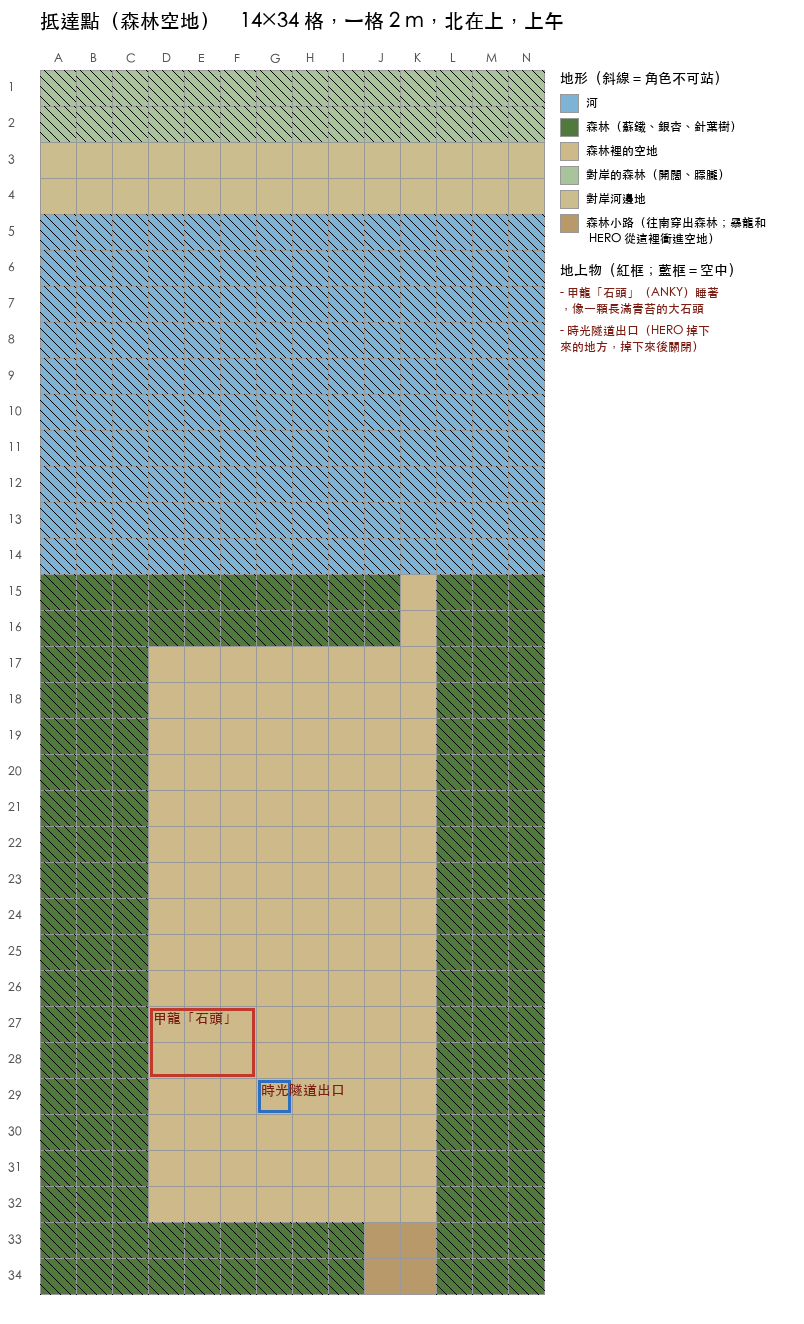 抵達點（森林空地）　14×34 格，一格 2 m，北在上，上午
A B C D E F G H I J K L M N
地形（斜線＝角色不可站）
河
森林（蘇鐵、銀杏、針葉樹）
森林裡的空地
對岸的森林（開闊、朦朧）
對岸河邊地
森林小路（往南穿出森林；暴龍和
HERO 從這裡衝進空地）
地上物（紅框；藍框＝空中）
- 甲龍「石頭」（ANKY）睡著
，像一顆長滿青苔的大石頭
- 時光隧道出口（HERO 掉下
來的地方，掉下來後關閉）
1
2
3
4
5
6
7
8
9
10
11
12
13
14
15
16
17
18
19
20
21
22
23
24
25
26
27 甲龍「石頭」
28
29 時光隧道出口
30
31
32
33
34